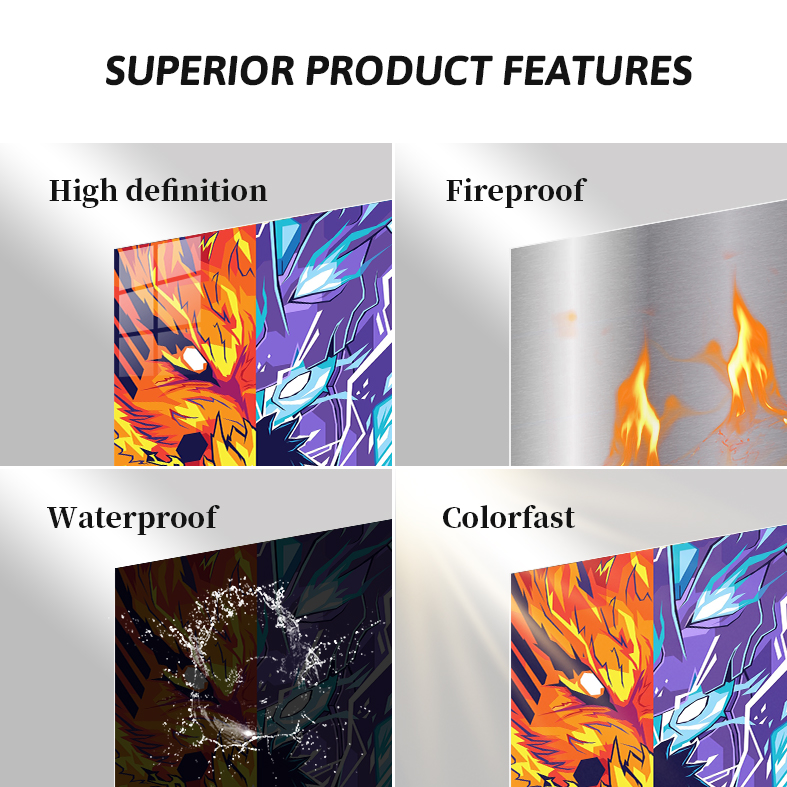 SUPERIOR PRODUCT FEATURES
High definition
Fireproof
Waterproof
Colorfast